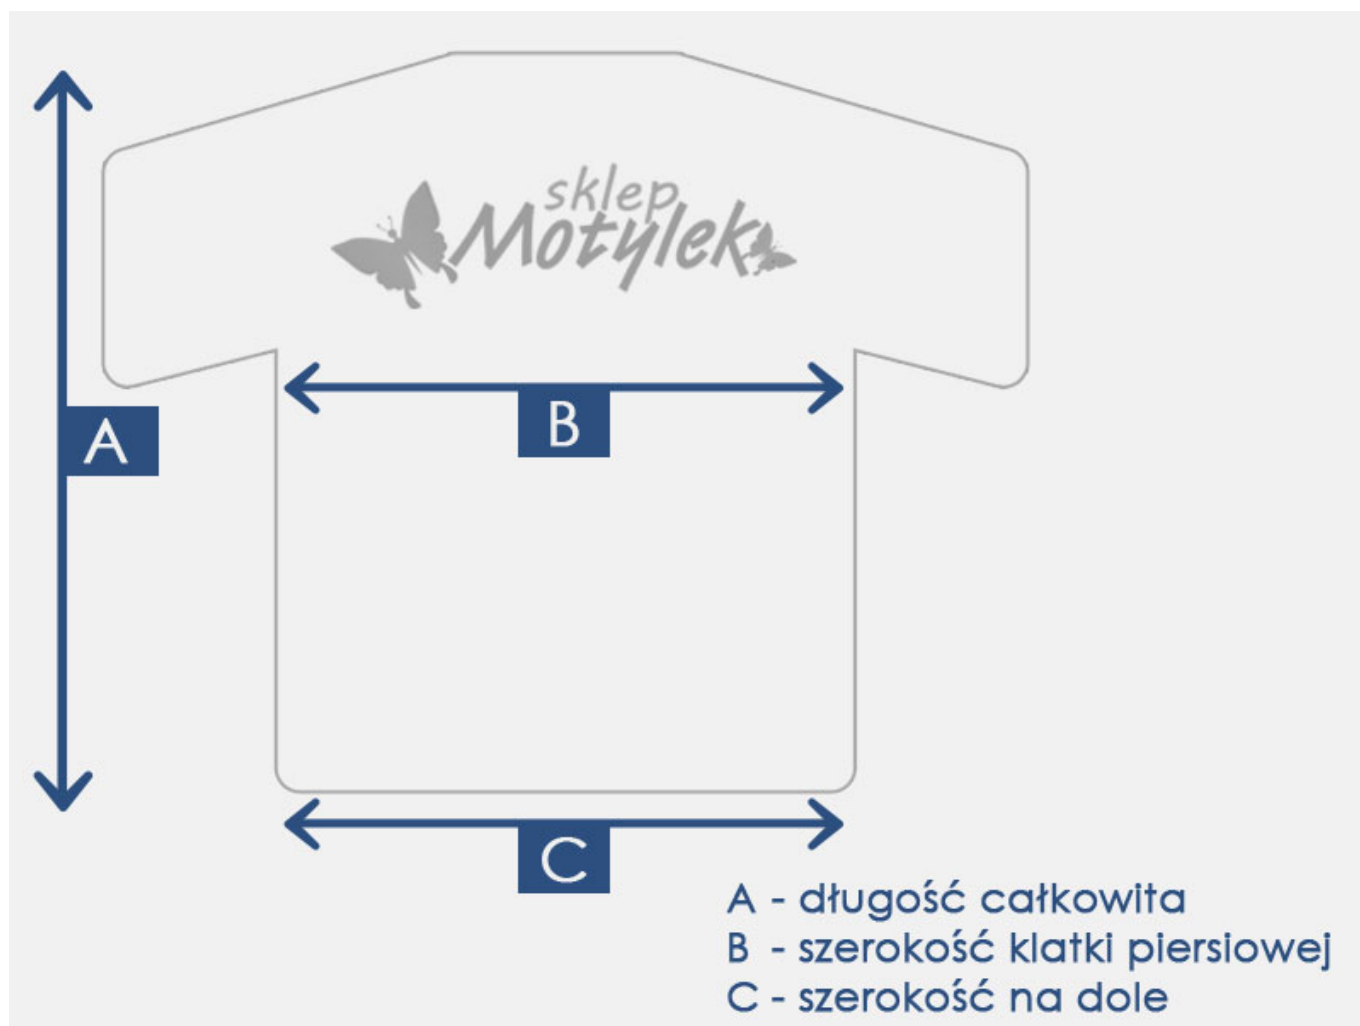 sklep
Motylek
A
B
C
A - długość całkowita
B - szerokość klatki piersiowej
C - szerokość na dole